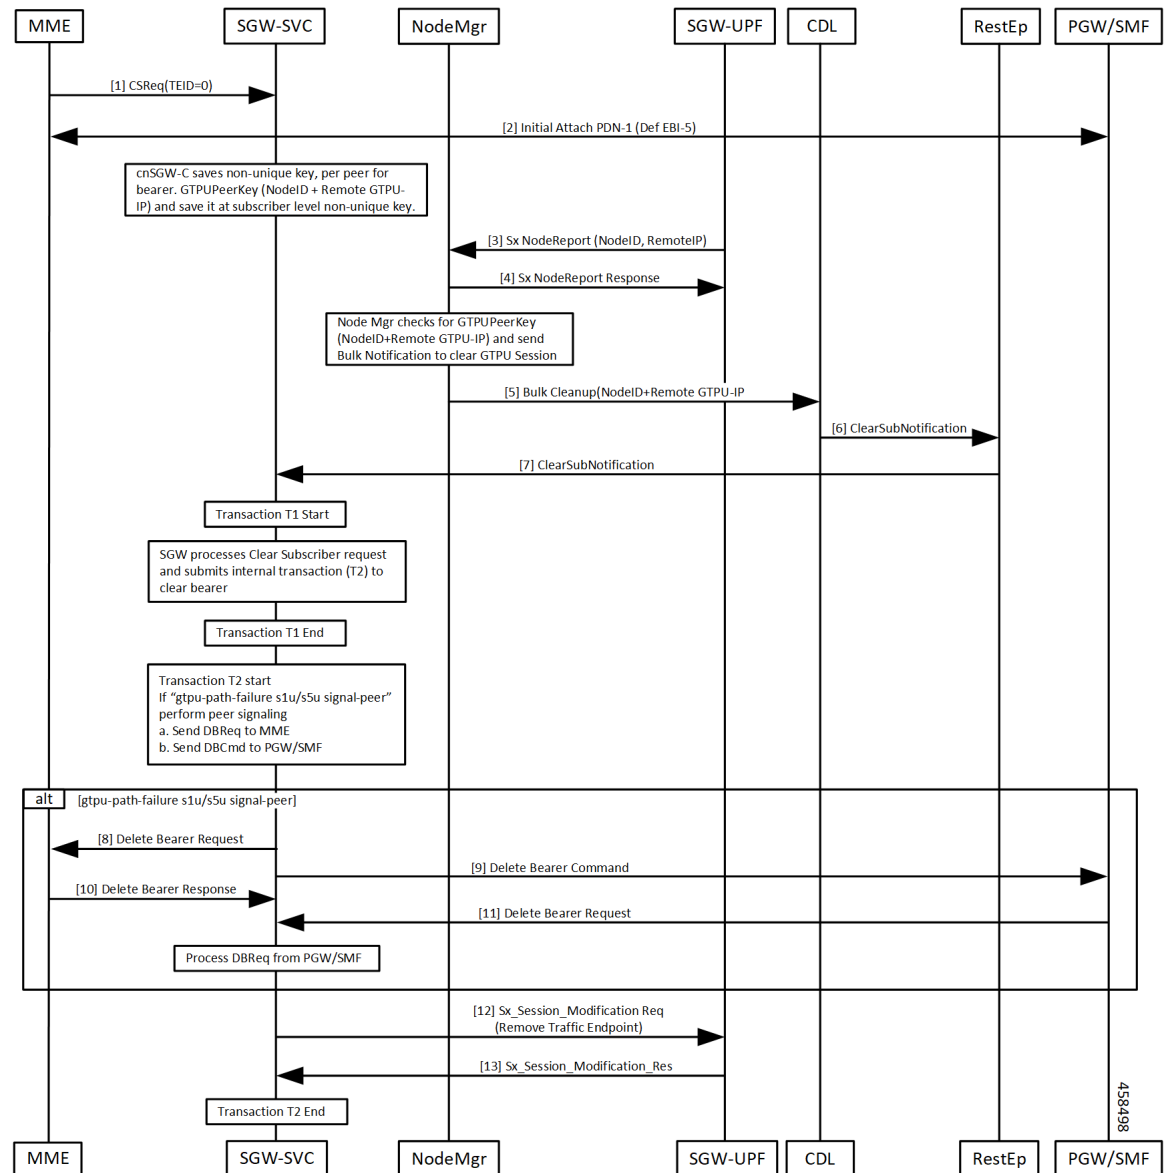 MME
SGW-SVC
NodeMgr
SGW-UPF
CDL
RestEp
PGW/SMF
[1] CSReq(TEID=0)
[2] Initial Attach PDN-1 (Def EBI-5)
cnSGW-C saves non-unique key, per peer for
bearer. GTPUPeerKey (NodeID + Remote GTPU-
IP) and save it at subscriber level non-unique key.
[3] Sx NodeReport (NodeID, RemoteIP)
[4] Sx NodeReport Response
Node Mgr checks for GTPUPeerKey
(NodeID+Remote GTPU-IP) and send
Bulk Notification to clear GTPU Session
[5] Bulk Cleanup(NodeID+Remote GTPU-IP
[6] ClearSubNotification
[7] ClearSubNotification
Transaction T1 Start
SGW processes Clear Subscriber request
and submits internal transaction (T2) to
clear bearer
Transaction T1 End
Transaction T2 start
If “gtpu-path-failure s1u/s5u signal-peer”
perform peer signaling
a. Send DBReq to MME
b. Send DBCmd to PGW/SMF
alt
[gtpu-path-failure s1u/s5u signal-peer]
[8] Delete Bearer Request
[9] Delete Bearer Command
[10] Delete Bearer Response
[11] Delete Bearer Request
Process DBReq from PGW/SMF
[12] Sx_Session_Modification Req
(Remove Traffic Endpoint)
[13] Sx_Session_Modification_Res
Transaction T2 End
458498
MME
SGW-SVC
NodeMgr
SGW-UPF
CDL
RestEp
PGW/SMF